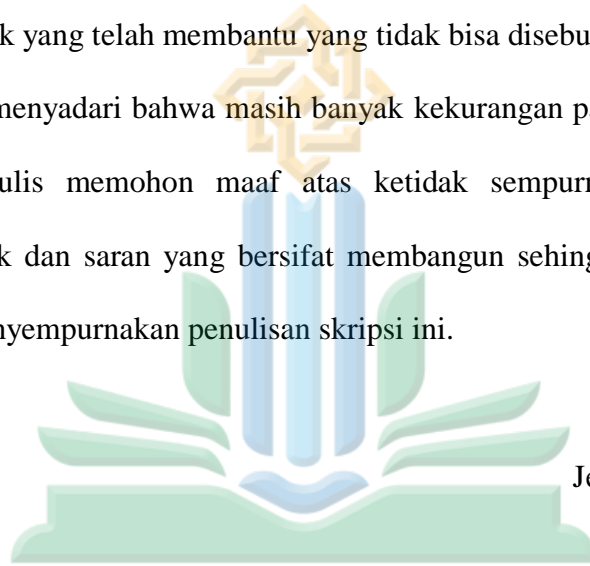 k yang telah membantu yang tidak bisa disebu
menyadari bahwa masih banyak kekurangan pa
ulis memohon maaf atas ketidak sempurn
k dan saran yang bersifat membangun sehing
nyempurnakan penulisan skripsi ini.
Je